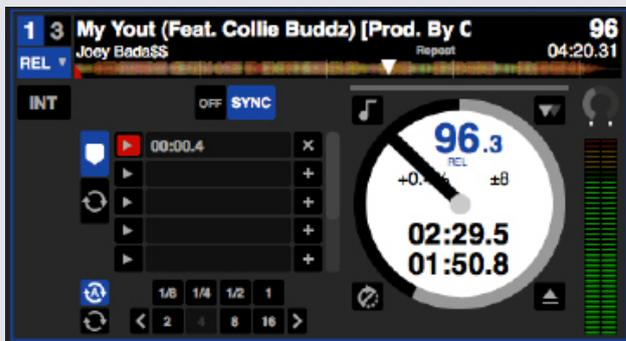 1 3 My Yout (Feat. Collie Buddz) [Prod. By C 96
REL Joey Bada$$ Repeat 04:20.31
INT OFF SYNC
96.3
REL
±8
00:00.4
02:29.5
01:50.8
1/8 1/4 1/2 1
2 4 8 16